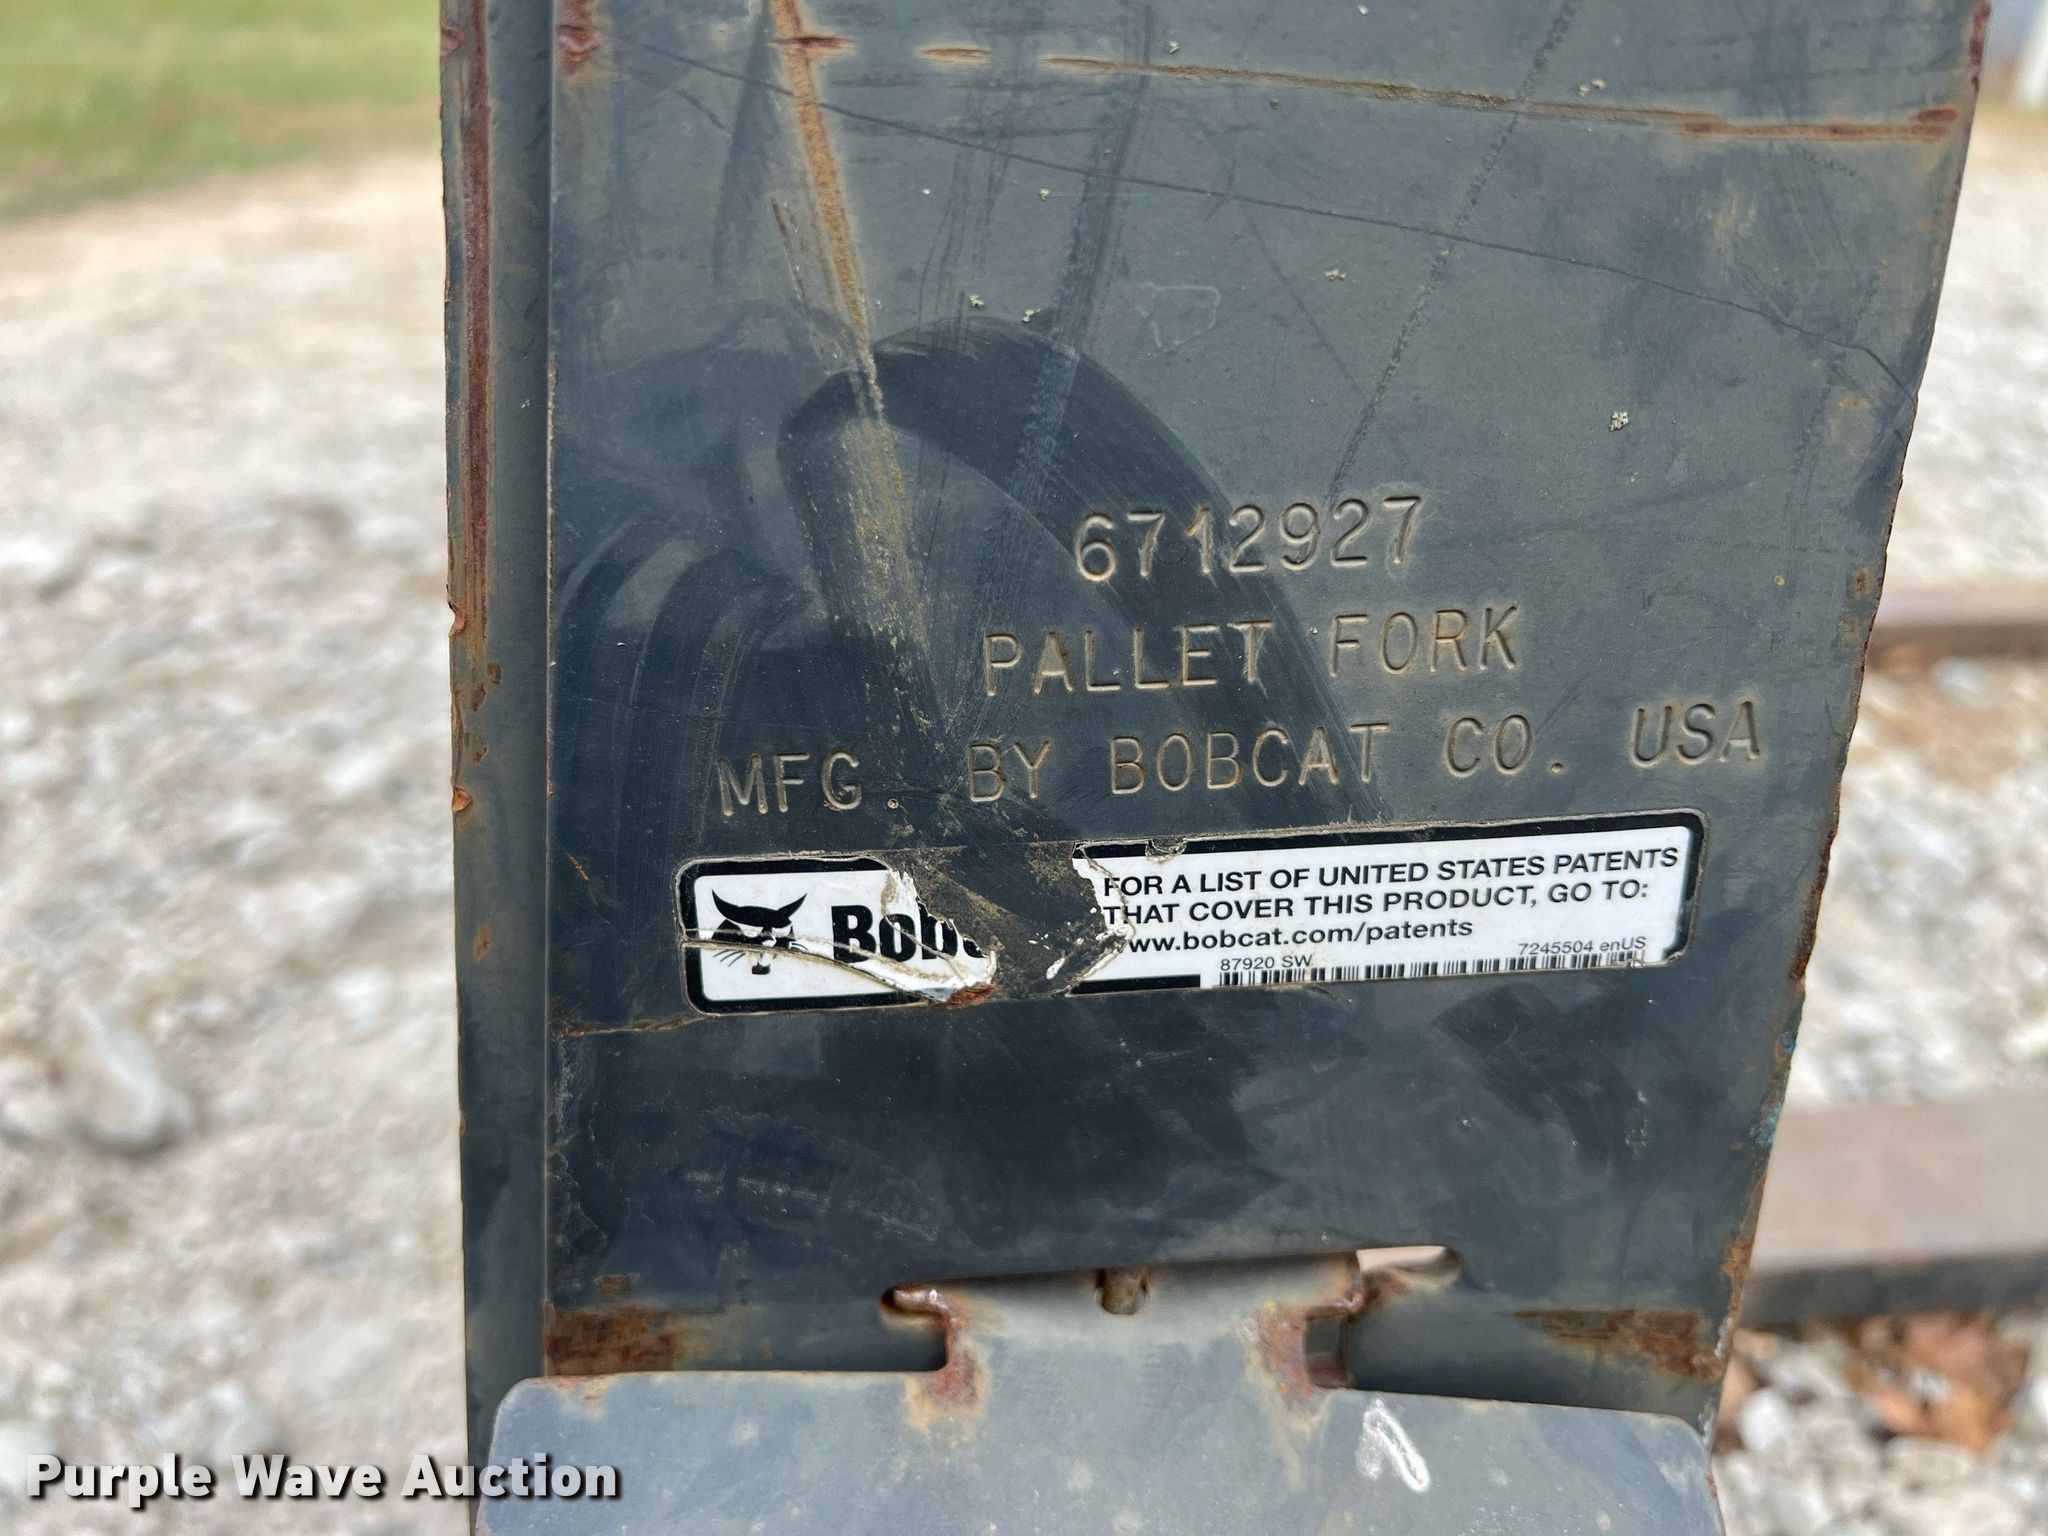 6712927
PALLET FORK
MFG. BY BOBCAT CO. USA
FOR A LIST OF UNITED STATES PATENTS
THAT COVER THIS PRODUCT, GO TO:
www.bobcat.com/patents
7245504 enUS
87920 SW
Purple Wave Auction